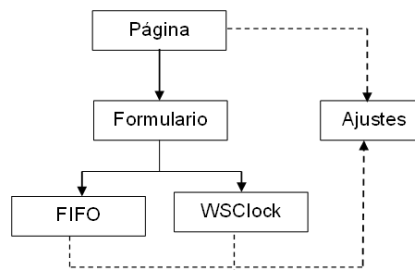 Página
Formulario
Ajustes
FIFO
WSClock